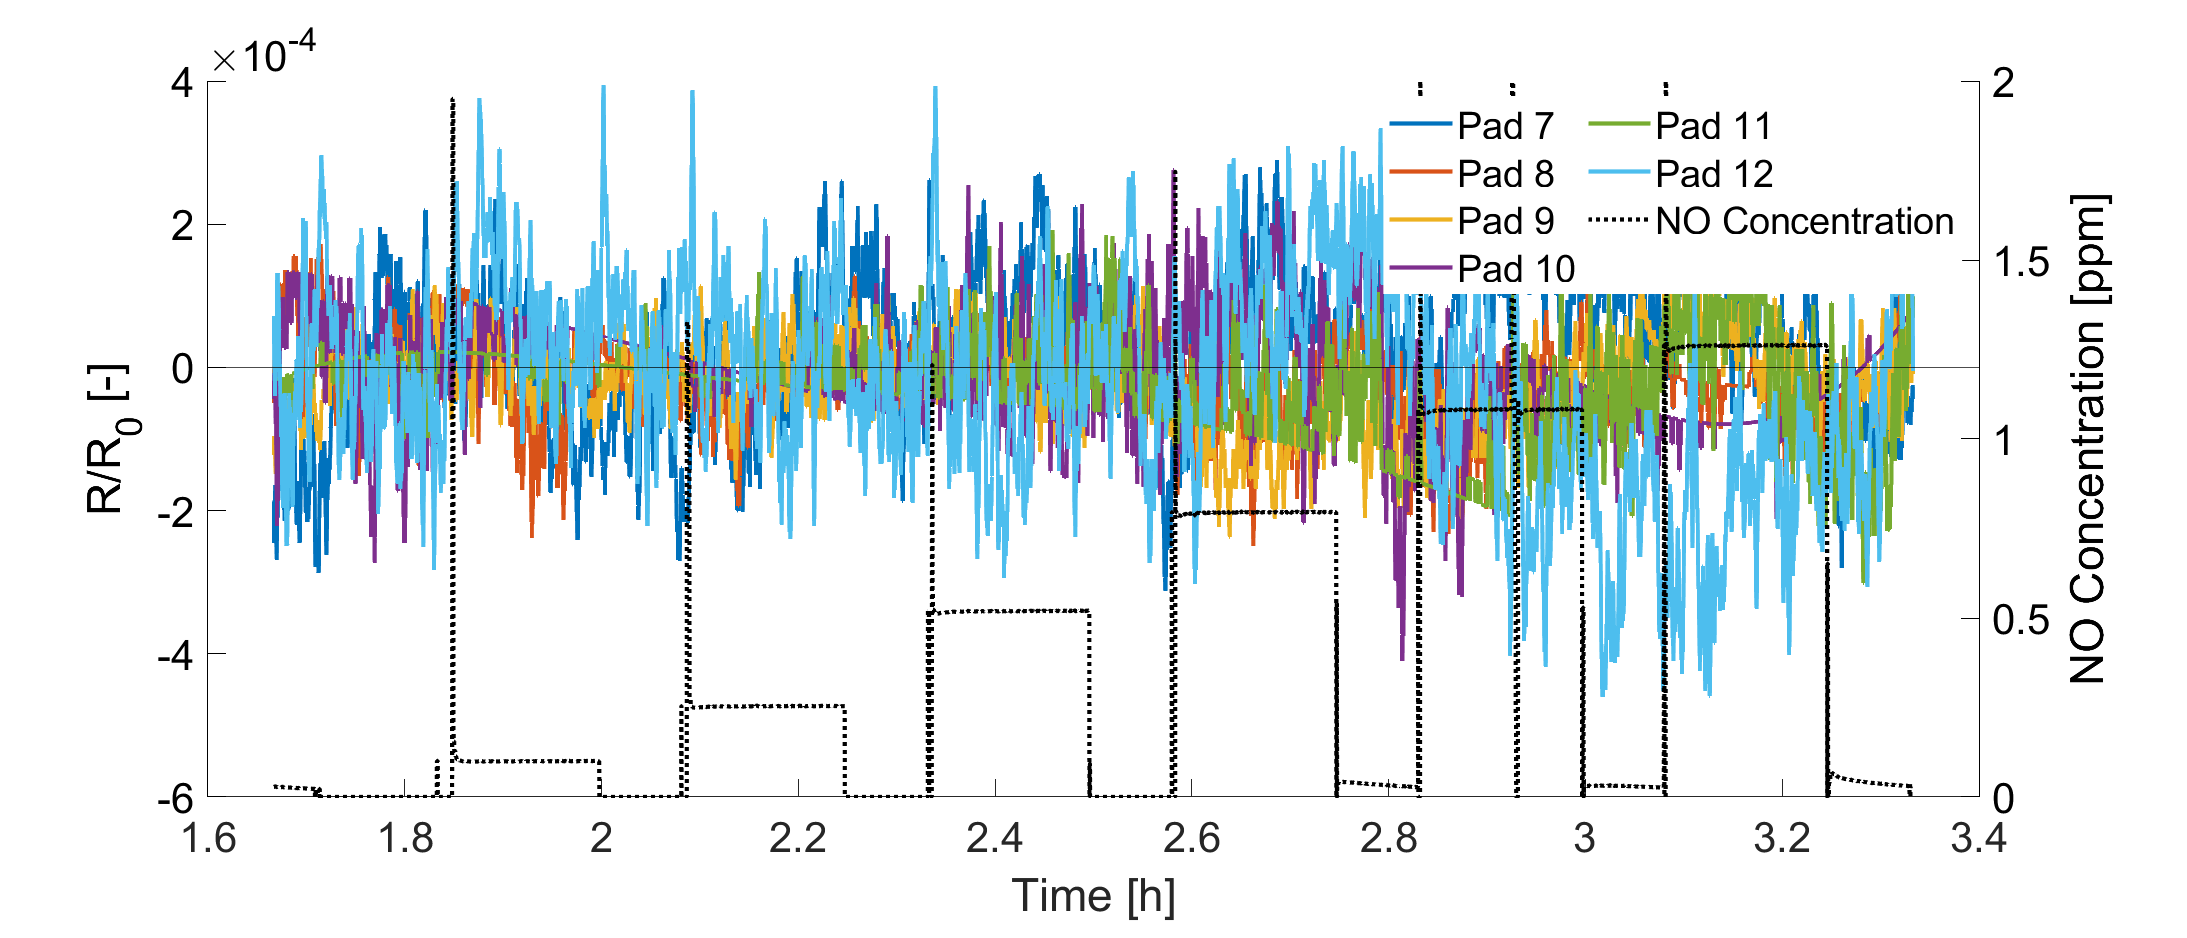 ×10-4
4
2
0
-2
-4
-6
R/R0 [-]
2
1.5
1
0.5
0
NO Concentration [ppm]
Pad 7
Pad 8
Pad 9
Pad 10
Pad 11
Pad 12
NO Concentration
1.6 1.8 2 2.2 2.4 2.6 2.8 3 3.2 3.4
Time [h]